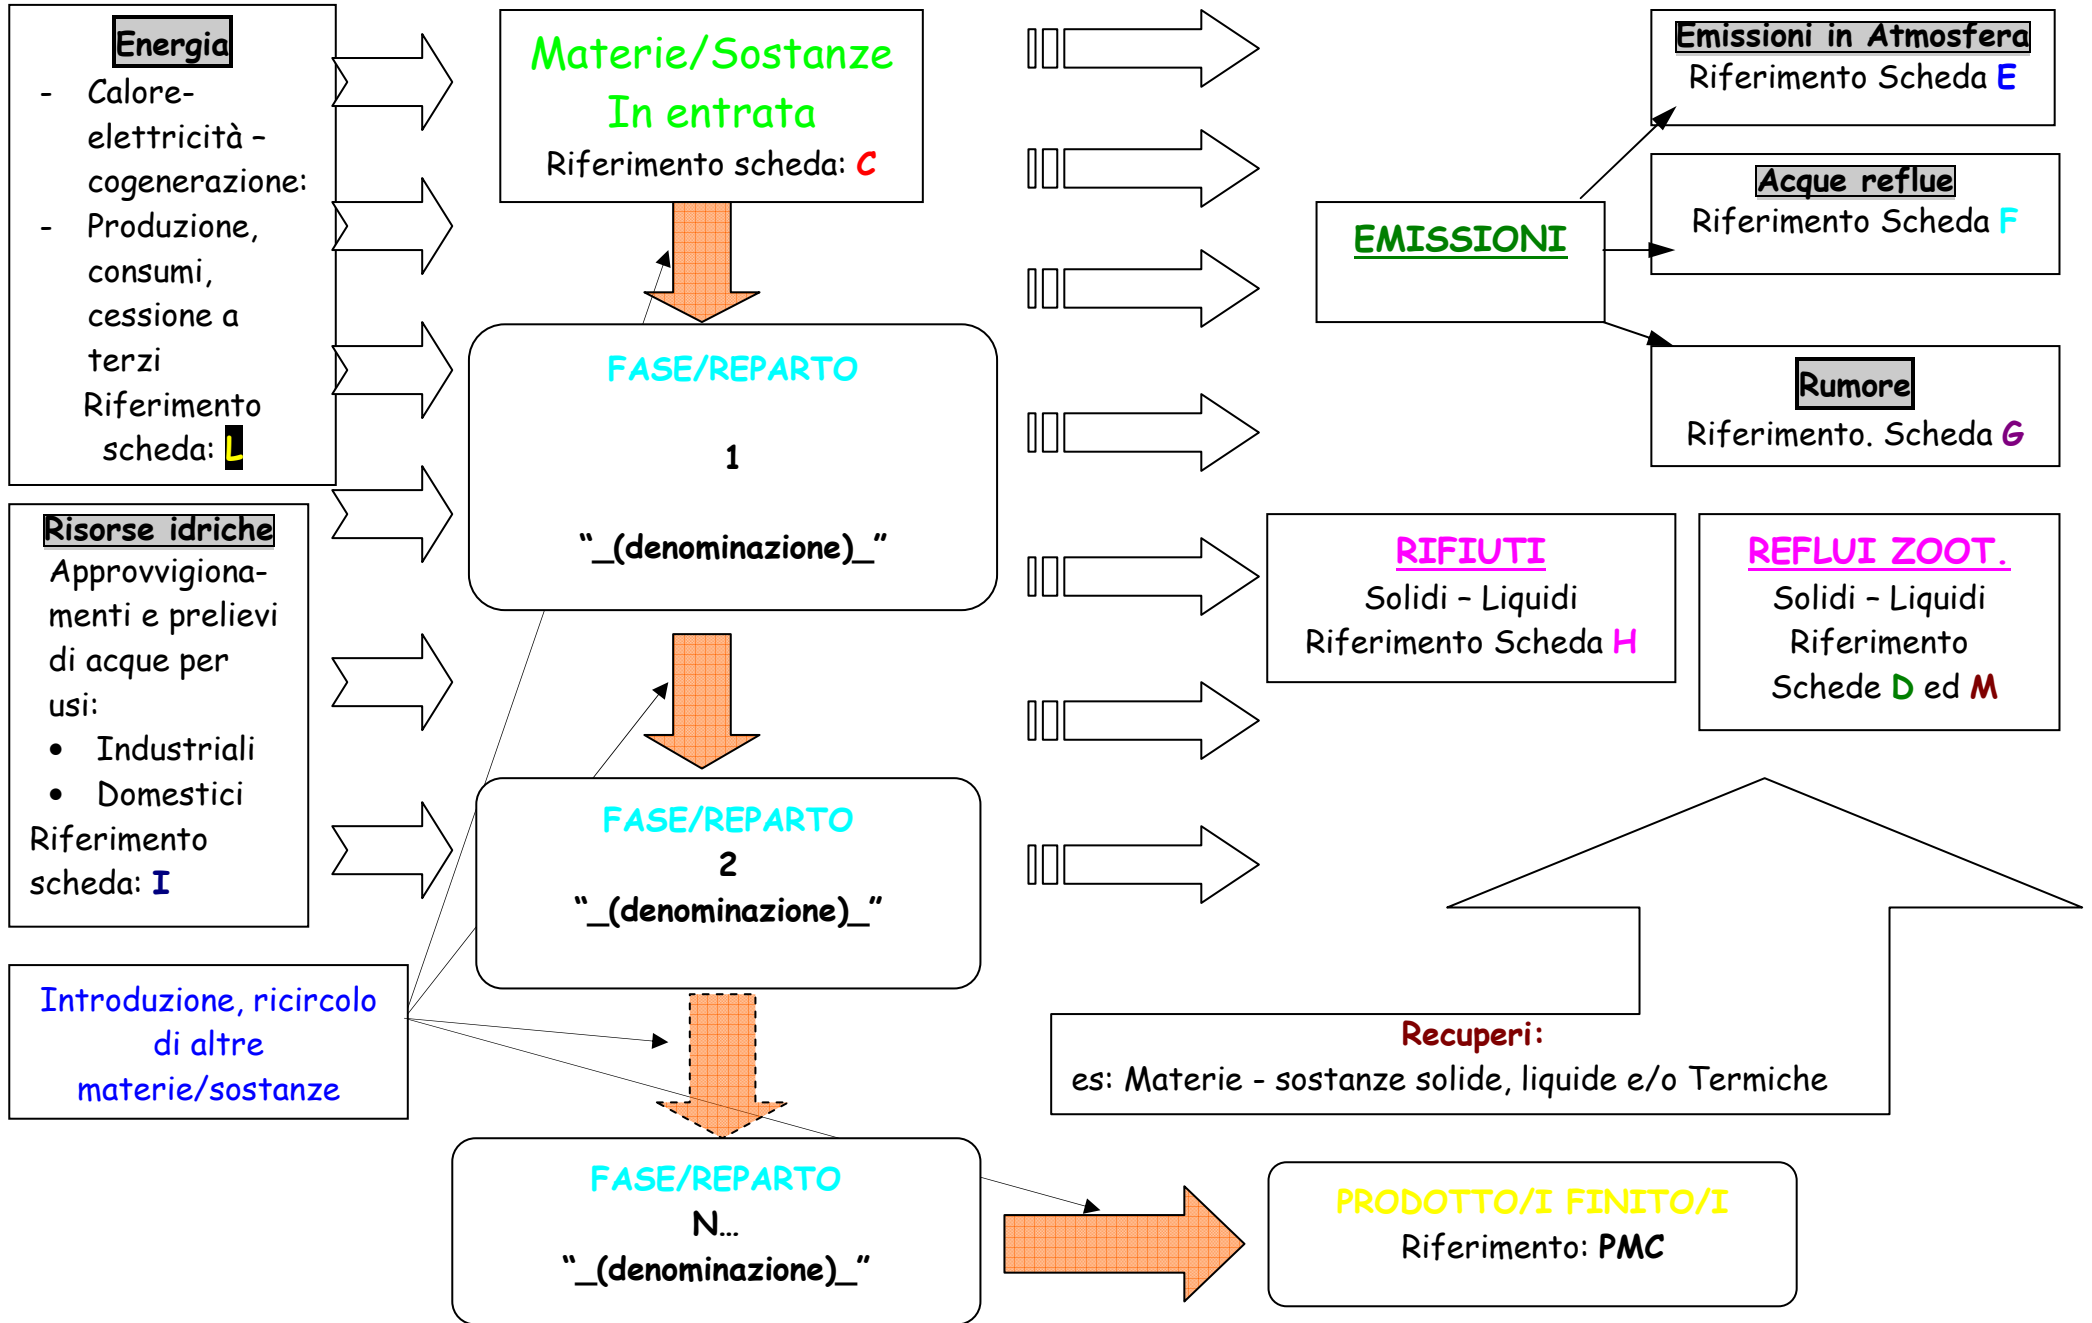 Energia
- Calore-
elettricità –
cogenerazione:
- Produzione,
consumi,
cessione a
terzi
Riferimento
scheda: L
Risorse idriche
Approvvigiona-
menti e prelievi
di acque per
usi:
• Industriali
• Domestici
Riferimento
scheda: I
Introduzione, ricircolo
di altre
materie/sostanze
Materie/Sostanze
In entrata
Riferimento scheda: C
FASE/REPARTO
1
“_(denominazione)_”
FASE/REPARTO
2
“_(denominazione)_”
FASE/REPARTO
N…
“_(denominazione)_”
EMISSIONI
Emissioni in Atmosfera
Riferimento Scheda E
Acque reflue
Riferimento Scheda F
Rumore
Riferimento. Scheda G
RIFIUTI
Solidi – Liquidi
Riferimento Scheda H
REFLUI ZOOT.
Solidi – Liquidi
Riferimento
Schede D ed M
Recuperi:
es: Materie - sostanze solide, liquide e/o Termiche
PRODOTTO/I FINITO/I
Riferimento: PMC